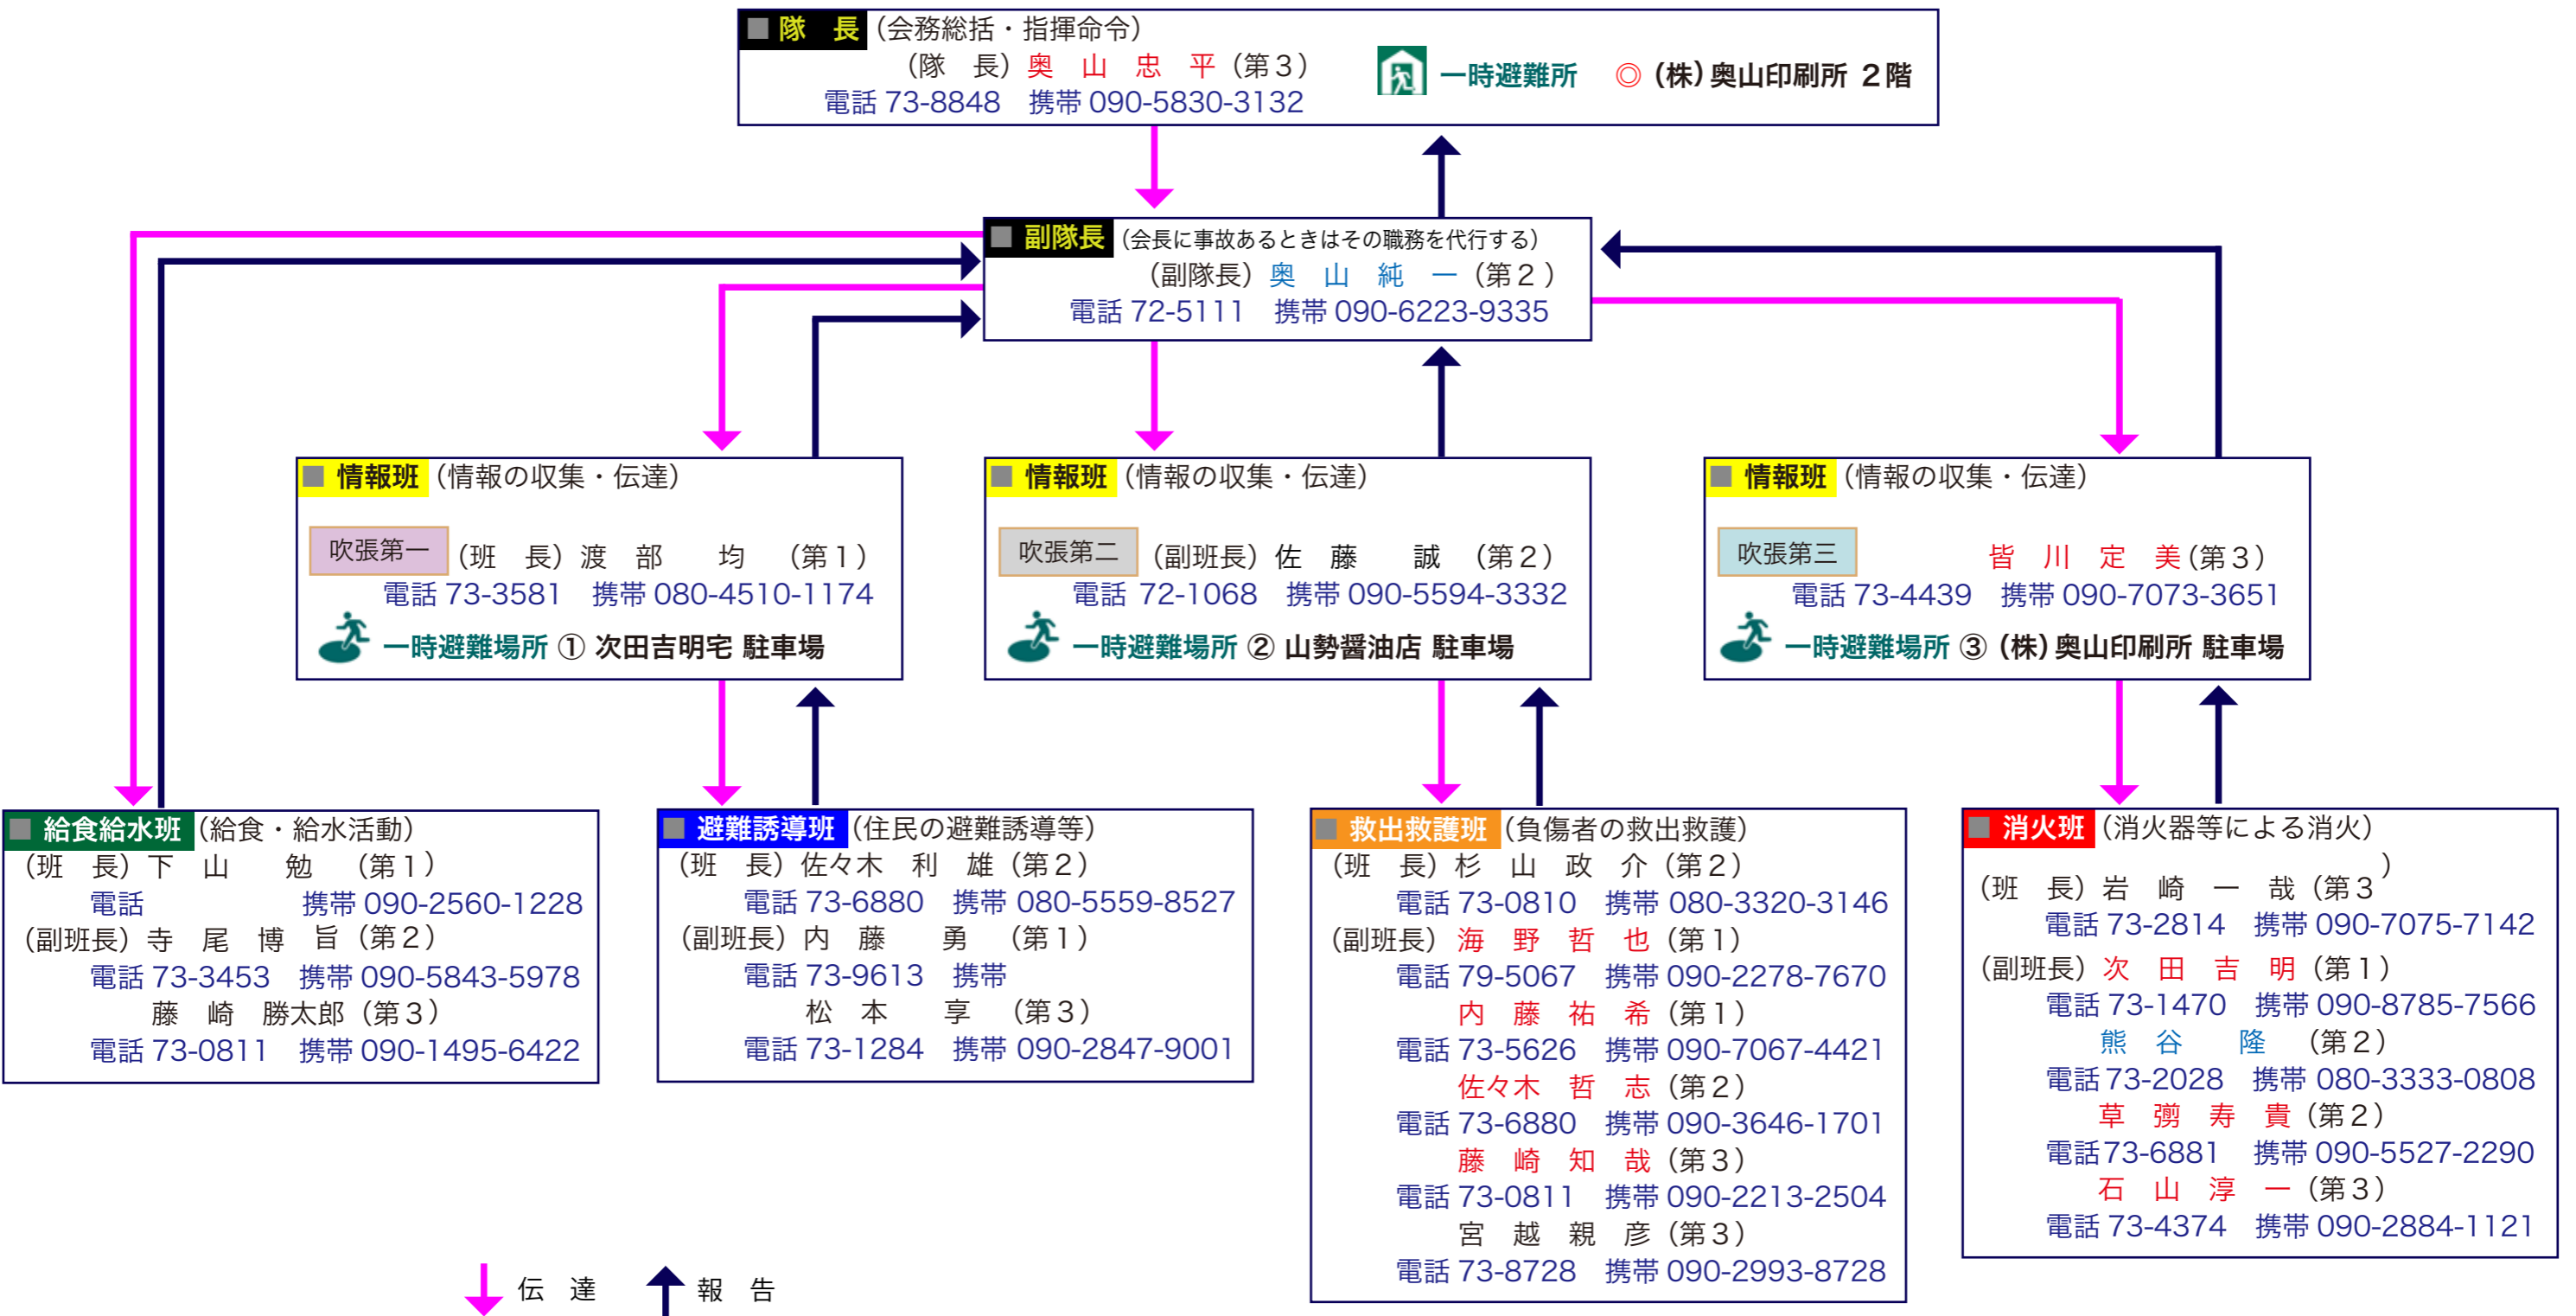 ■ 隊　長 （会務総括・指揮命令）
（隊　長）奥　山　忠　平（第３）
電話 73-8848　携帯 090-5830-3132
一時避難所　◎（株）奥山印刷所 ２階
■ 副隊長 （会長に事故あるときはその職務を代行する）
（副隊長）奥　山　純　一（第２）
電話 72-5111　携帯 090-6223-9335
■ 情報班 （情報の収集・伝達）
吹張第一 （班　長）渡　部　　均　（第１）
電話 73-3581　携帯 080-4510-1174
一時避難場所 ① 次田吉明宅 駐車場
■ 情報班 （情報の収集・伝達）
吹張第二 （副班長）佐　藤　　誠　（第２）
電話 72-1068　携帯 090-5594-3332
一時避難場所 ② 山勢醤油店 駐車場
■ 情報班 （情報の収集・伝達）
吹張第三 皆　川　定　美（第３）
電話 73-4439　携帯 090-7073-3651
一時避難場所 ③（株）奥山印刷所 駐車場
■ 給食給水班（給食・給水活動）
（班　長）下　山　　勉　（第１）
電話　　　　　携帯 090-2560-1228
（副班長）寺　尾　博　旨（第２）
電話 73-3453　携帯 090-5843-5978
藤　崎　勝太郎（第３）
電話 73-0811　携帯 090-1495-6422
■ 避難誘導班（住民の避難誘導等）
（班　長）佐々木　利　雄（第２）
電話 73-6880　携帯 080-5559-8527
（副班長）内　藤　　勇　（第１）
電話 73-9613　携帯
松　本　　享　（第３）
電話 73-1284　携帯 090-2847-9001
■ 救出救護班（負傷者の救出救護）
（班　長）杉　山　政　介（第２）
電話 73-0810　携帯 080-3320-3146
（副班長）海　野　哲　也（第１）
電話 79-5067　携帯 090-2278-7670
内　藤　祐　希（第１）
電話 73-5626　携帯 090-7067-4421
佐々木　哲　志（第２）
電話 73-6880　携帯 090-3646-1701
藤　崎　知　哉（第３）
電話 73-0811　携帯 090-2213-2504
宮　越　親　彦（第３）
電話 73-8728　携帯 090-2993-8728
■ 消火班（消火器等による消火）
（班　長）岩　崎　一　哉（第３）
電話 73-2814　携帯 090-7075-7142
（副班長）次　田　吉　明（第１）
電話 73-1470　携帯 090-8785-7566
熊　谷　　隆　（第２）
電話 73-2028　携帯 080-3333-0808
草　彅　寿　貴（第２）
電話 73-6881　携帯 090-5527-2290
石　山　淳　一（第３）
電話 73-4374　携帯 090-2884-1121
伝　達　　報　告